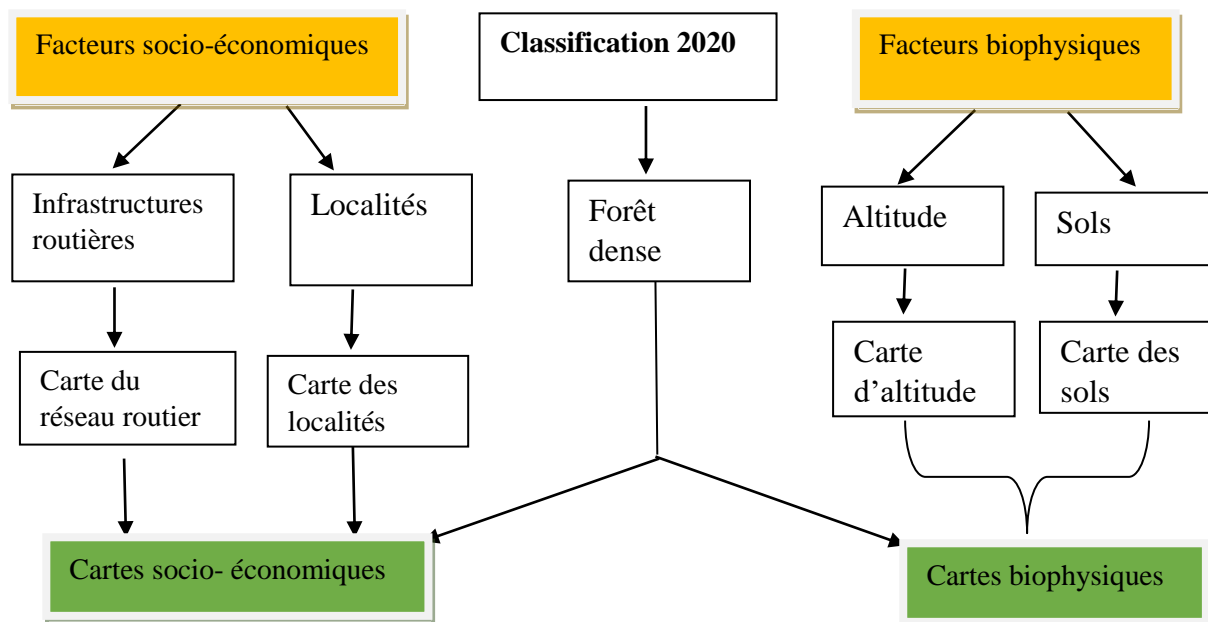 Facteurs socio-économiques
Classification 2020
Facteurs biophysiques
Infrastructures
routières
Localités
Forêt
dense
Altitude
Sols
Carte du
réseau routier
Carte des
localités
Carte
d’altitude
Carte des
sols
Cartes socio- économiques
Cartes biophysiques